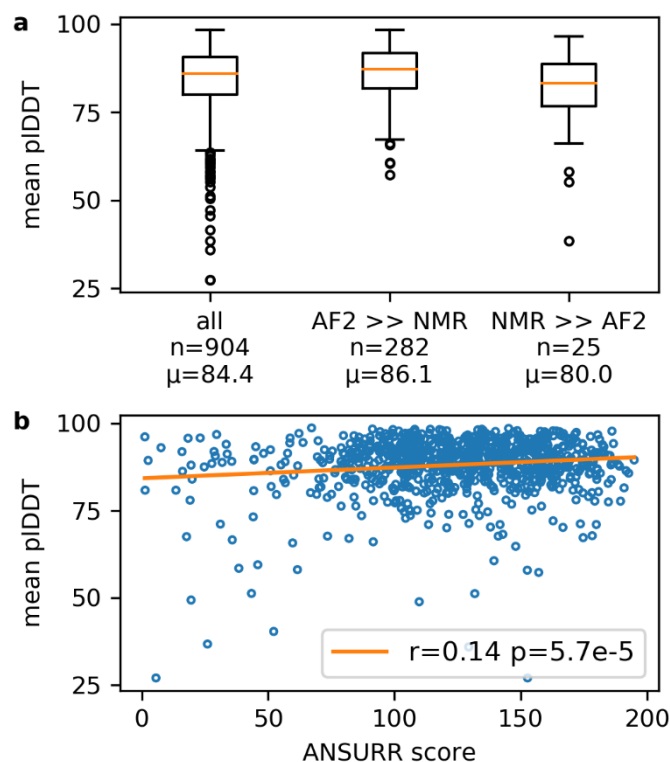 a
100
75
50
25
mean plDDT
all
n=904
μ=84.4
AF2 >> NMR
n=282
μ=86.1
NMR >> AF2
n=25
μ=80.0
b
100
75
50
25
mean plDDT
r=0.14 p=5.7e-5
0 50 100 150 200
ANSURR score